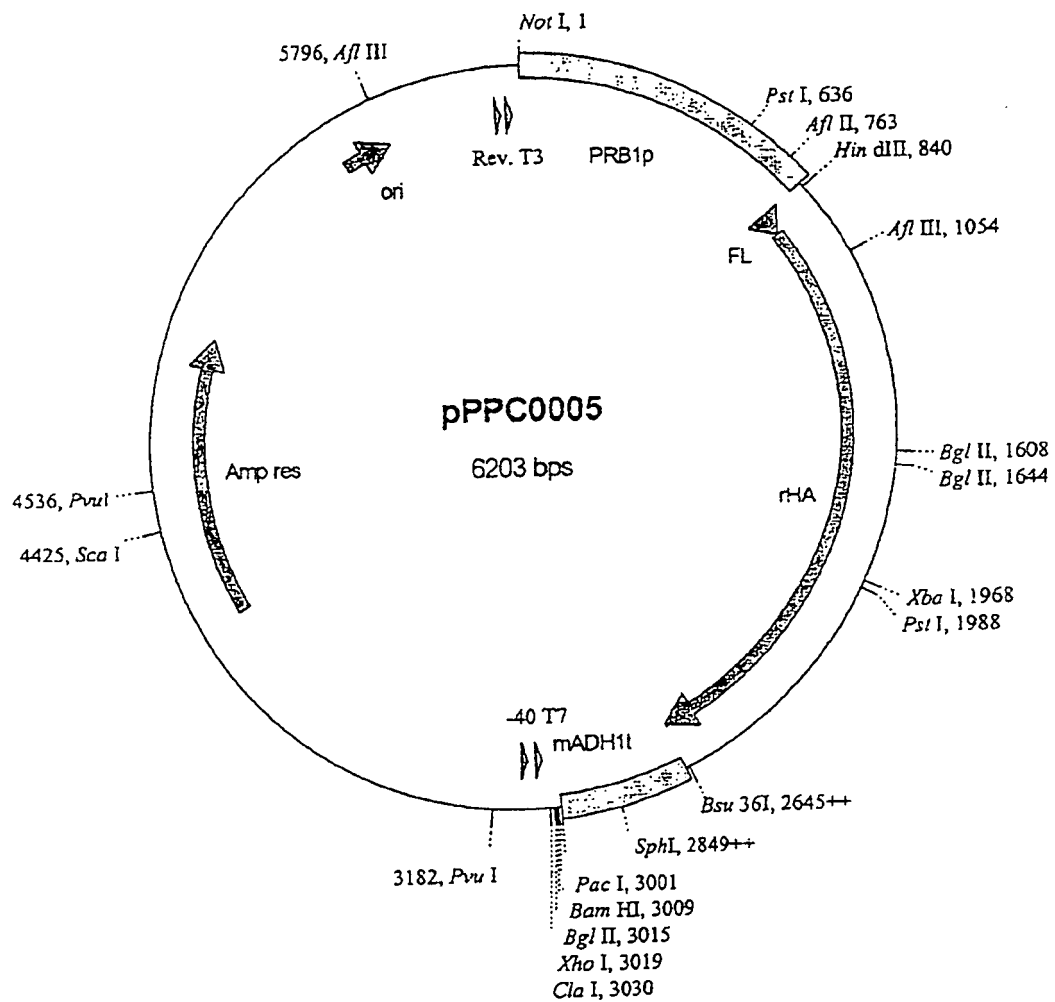 Not I, 1
5796, Afl III
Pst I, 636
Afl II, 763
Hin dIII, 840
Rev. T3
PRB1p
ori
Afl III, 1054
FL
pPPC0005
6203 bps
Amp res
rHA
Bgl II, 1608
Bgl II, 1644
4536, PvuI
4425, Sca I
Xba I, 1968
Pst I, 1988
-40 T7
mADH1t
Bsu 36I, 2645++
SphI, 2849++
3182, Pvu I
Pac I, 3001
Bam HI, 3009
Bgl II, 3015
Xho I, 3019
Cla I, 3030